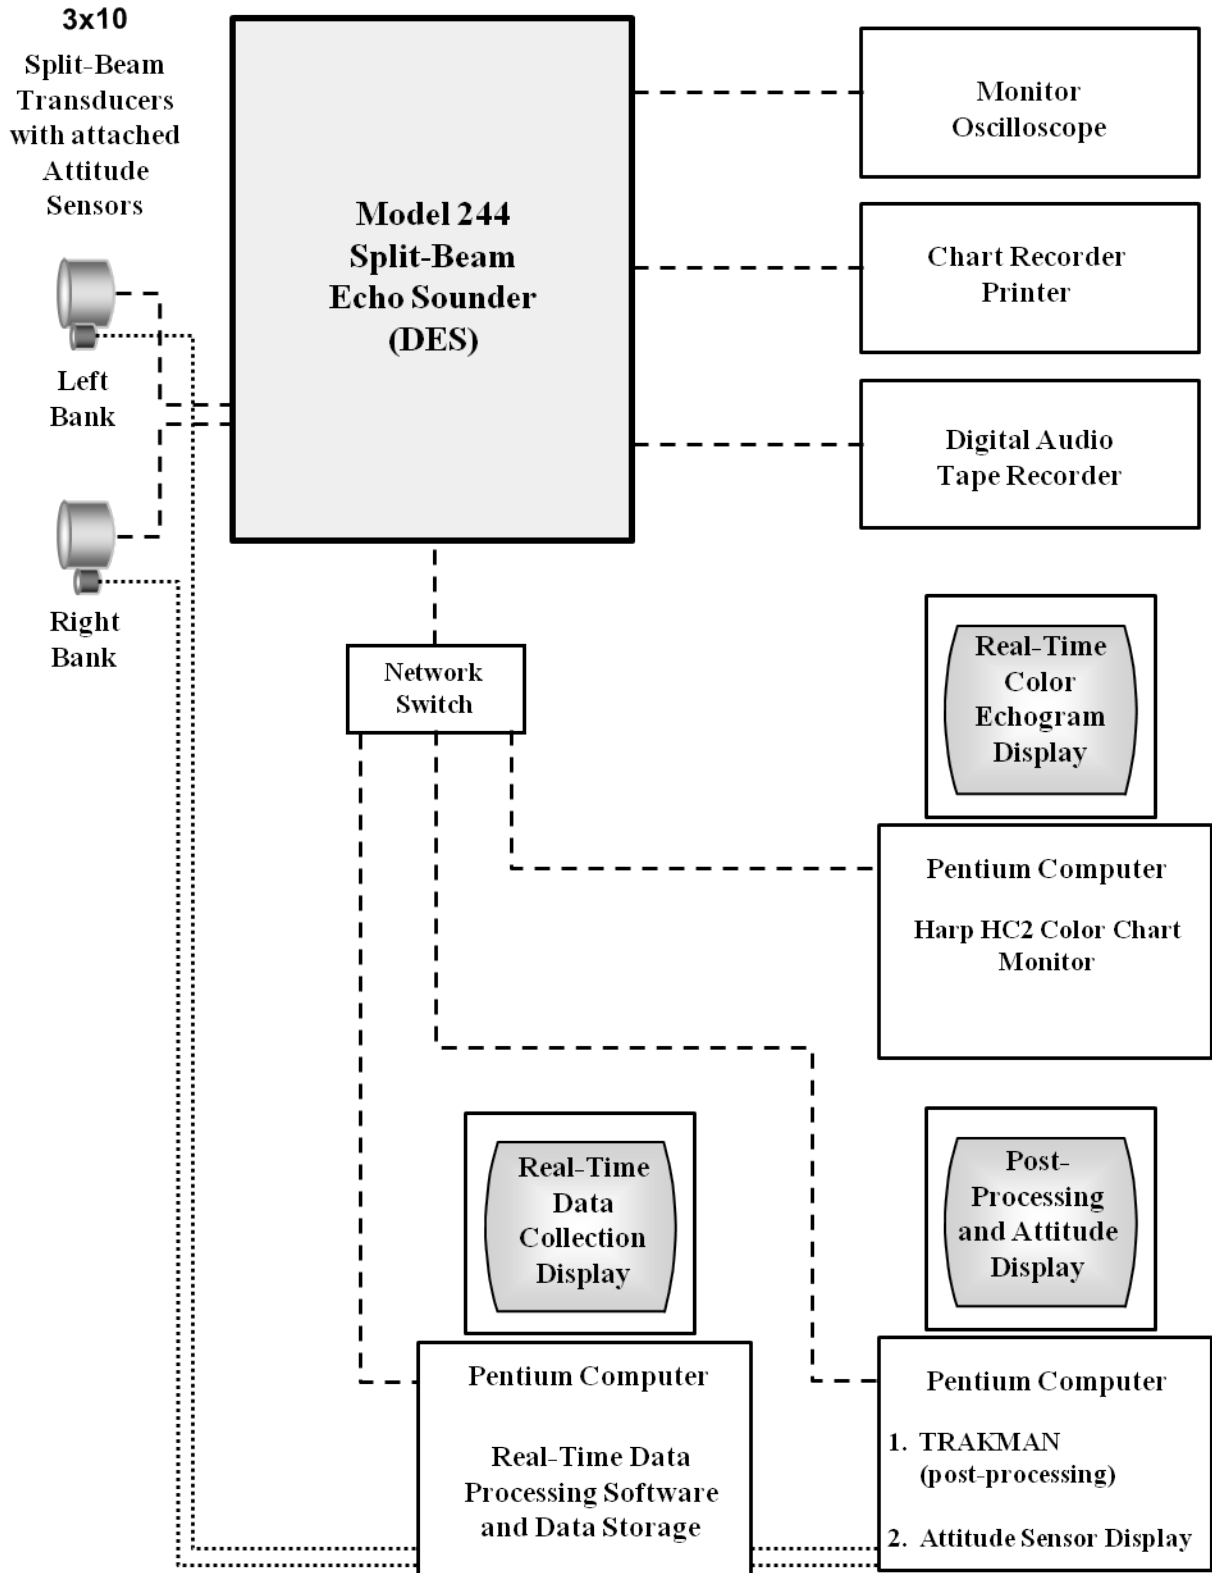 3x10
Split-Beam
Transducers
with attached
Attitude
Sensors
Left
Bank
Right
Bank
Model 244
Split-Beam
Echo Sounder
(DES)
Monitor
Oscilloscope
Chart Recorder
Printer
Digital Audio
Tape Recorder
Network
Switch
Real-Time
Color
Echogram
Display
Pentium Computer
Harp HC2 Color Chart
Monitor
Real-Time
Data
Collection
Display
Pentium Computer
Real-Time Data
Processing Software
and Data Storage
Post-
Processing
and Attitude
Display
Pentium Computer
1. TRAKMAN
(post-processing)
2. Attitude Sensor Display